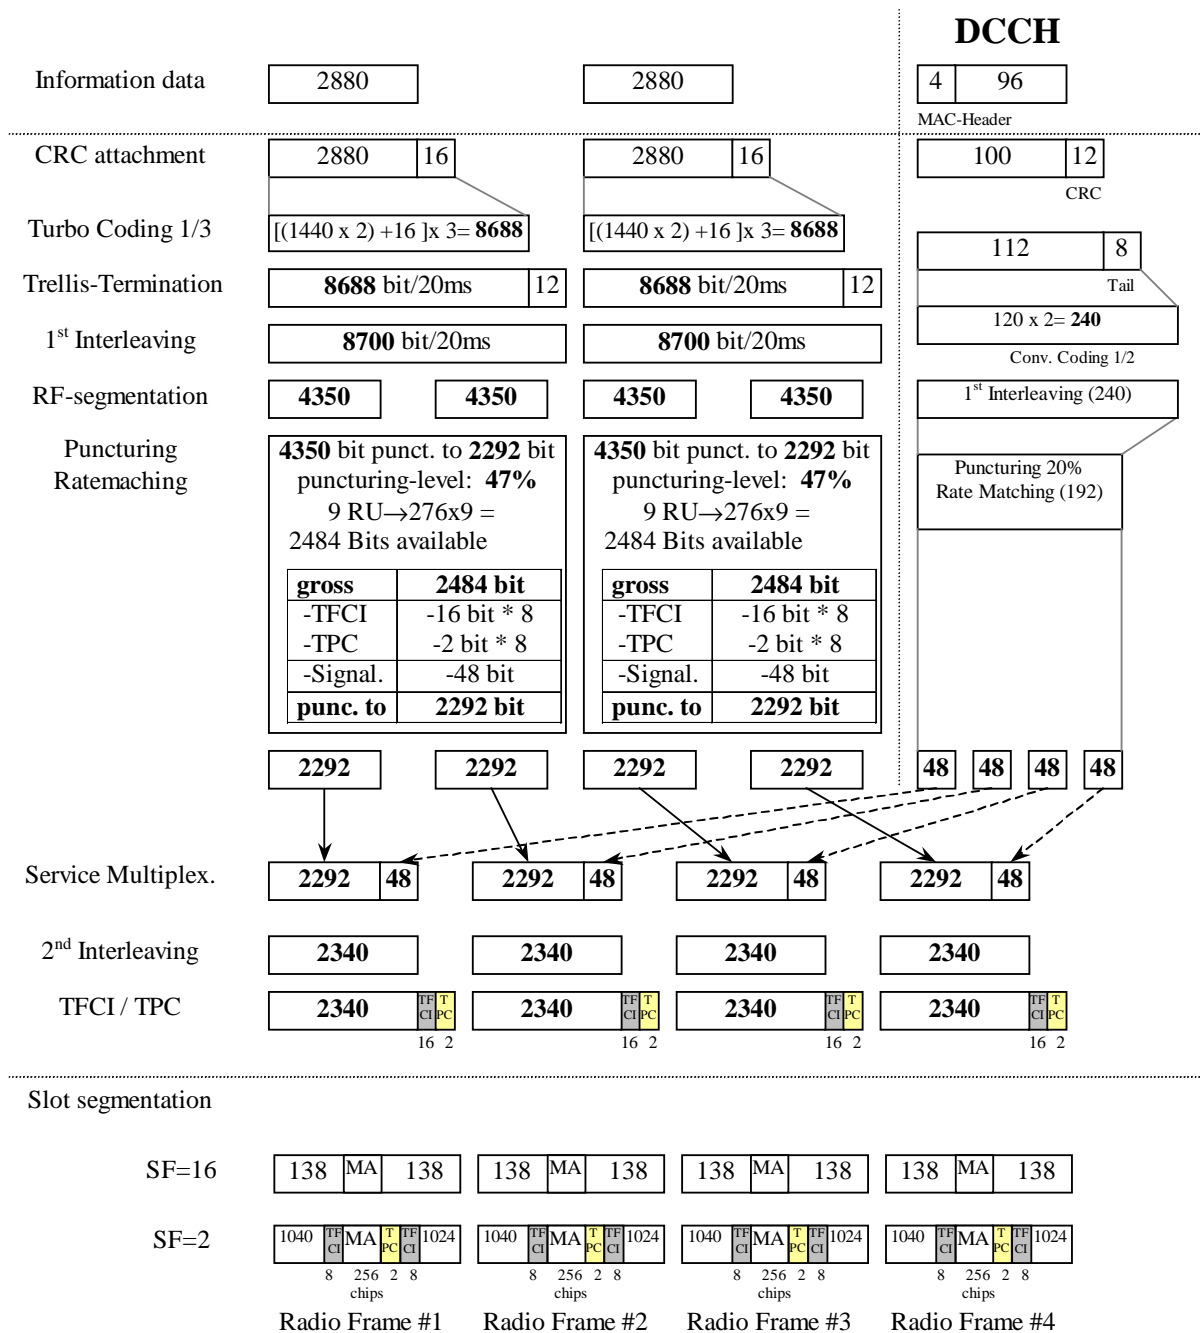 DCCH
Information data 2880 2880 4 96
MAC-Header
CRC attachment 2880 16 2880 16 100 12
CRC
Turbo Coding 1/3 [(1440 x 2) +16 ]x 3= 8688 [(1440 x 2) +16 ]x 3= 8688
112 8
Tail
Trellis-Termination 8688 bit/20ms 12 8688 bit/20ms 12
120 x 2= 240
Conv. Coding 1/2
1st Interleaving 8700 bit/20ms 8700 bit/20ms
RF-segmentation 4350 4350 4350 4350 1st Interleaving (240)
Puncturing
Ratemaching
4350 bit punct. to 2292 bit
puncturing-level: 47%
9 RU→276x9 =
2484 Bits available
gross 2484 bit
-TFCI -16 bit * 8
-TPC -2 bit * 8
-Signal. -48 bit
punc. to 2292 bit
4350 bit punct. to 2292 bit
puncturing-level: 47%
9 RU→276x9 =
2484 Bits available
gross 2484 bit
-TFCI -16 bit * 8
-TPC -2 bit * 8
-Signal. -48 bit
punc. to 2292 bit
Puncturing 20%
Rate Matching (192)
2292 2292 2292 2292 48 48 48 48
Service Multiplex. 2292 48 2292 48 2292 48 2292 48
2nd Interleaving 2340 2340 2340 2340
TFCI / TPC 2340 TF CI T PC 2340 TF CI T PC 2340 TF CI T PC 2340 TF CI T PC
16 2 16 2 16 2 16 2
Slot segmentation
SF=16 138 MA 138 138 MA 138 138 MA 138 138 MA 138
SF=2 1040 TF CI MA T PC TF CI 1024 1040 TF CI MA T PC TF CI 1024 1040 TF CI MA T PC TF CI 1024 1040 TF CI MA T PC TF CI 1024
8 256 2 8 8 256 2 8 8 256 2 8 8 256 2 8
chips chips chips chips
Radio Frame #1 Radio Frame #2 Radio Frame #3 Radio Frame #4